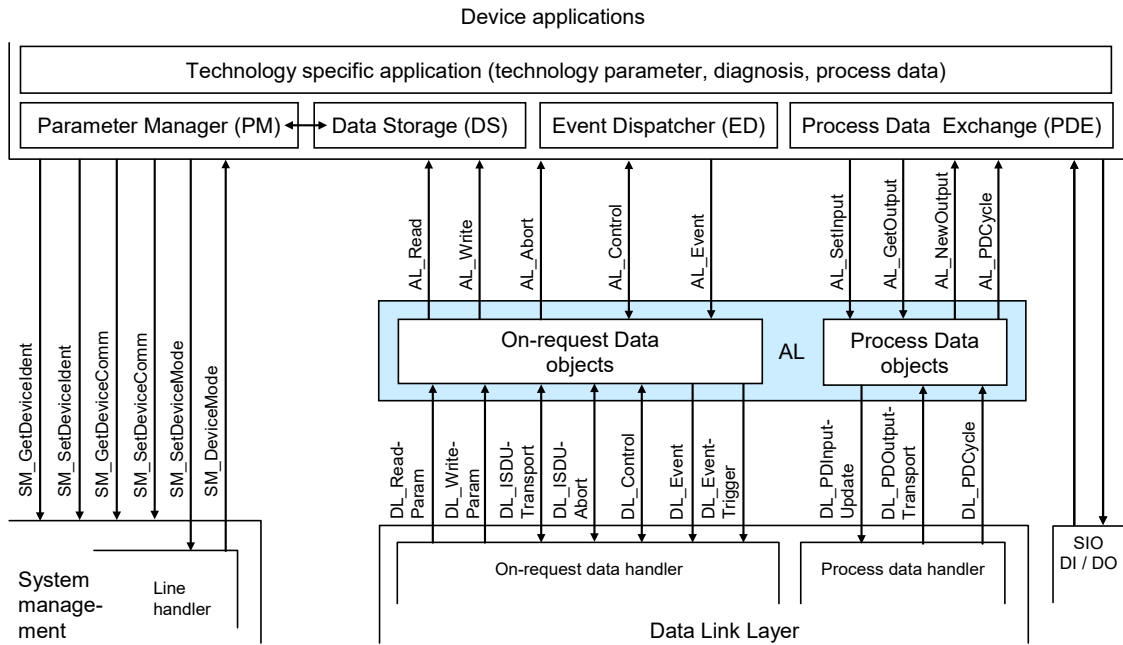 Device applications
Technology specific application (technology parameter, diagnosis, process data)
Parameter Manager (PM)
Data Storage (DS)
Event Dispatcher (ED)
Process Data Exchange (PDE)
SM_GetDeviceIdent
SM_SetDeviceIdent
SM_GetDeviceComm
SM_SetDeviceComm
SM_SetDeviceMode
SM_DeviceMode
AL_Read
AL_Write
AL_Abort
AL_Control
AL_Event
AL_SetInput
AL_GetOutput
AL_NewOutput
AL_PDCycle
On-request Data
objects
AL
Process Data
objects
DL_Read-
Param
DL_Write-
Param
DL_ISDU-
Transport
DL_ISDU-
Abort
DL_Control
DL_Event
DL_Event-
Trigger
DL_PDInput-
Update
DL_PDOutput-
Transport
DL_PDCycle
System
manage-
ment
Line
handler
On-request data handler
Process data handler
Data Link Layer
SIO
DI / DO